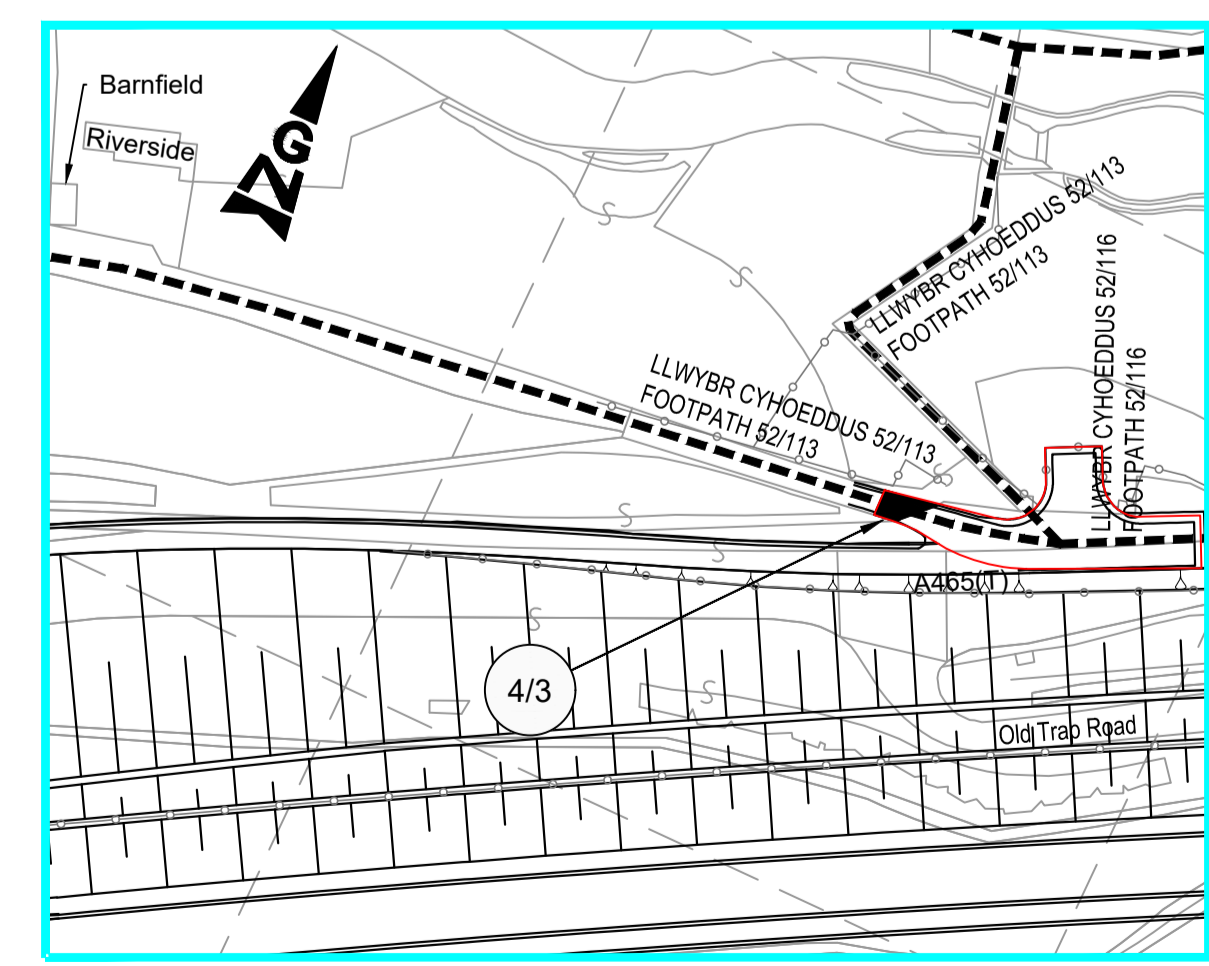 Barnfield
Riverside
N G
LLWYBR CYHOEDDUS 52/113
FOOTPATH 52/113
LLWYBR CYHOEDDUS 52/113
FOOTPATH 52/113
LLWYBR CYHOEDDUS 52/116
FOOTPATH 52/116
A465(T)
4/3
Old Trap Road